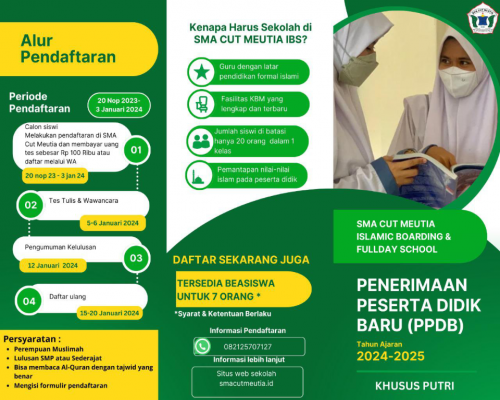 Alur
Pendaftaran
Periode
Pendaftaran
20 Nop 2023-
3 Januari 2024
Calon siswi
Melakukan pendaftaran di SMA
Cut Meutia dan membayar uang
tes sebesar Rp 100 Ribu atau
daftar melalui WA
01
20 nop 23 - 3 jan 24
02
Tes Tulis & Wawancara
5-6 Januari 2024
Pengumuman Kelulusan
03
12 Januari 2024
04
Daftar ulang
15-20 Januari 2024
Persyaratan :
• Perempuan Muslimah
• Lulusan SMP atau Sederajat
• Bisa membaca Al-Quran dengan tajwid yang
benar
• Mengisi formulir pendaftaran
Kenapa Harus Sekolah di
SMA CUT MEUTIA IBS?
Guru dengan latar
pendidikan formal islami
Fasilitas KBM yang
lengkap dan terbaru
Jumlah siswi di batasi
hanya 20 orang dalam 1
kelas
Pemantapan nilai-nilai
islam pada peserta didik
DAFTAR SEKARANG JUGA
TERSEDIA BEASISWA
UNTUK 7 ORANG *
*Syarat & Ketentuan Berlaku
Informasi Pendaftaran
082125707127
Informasi lebih lanjut
Situs web sekolah
smacutmeutia.id
SMA CUT MEUTIA
ISLAMIC BOARDING &
FULLDAY SCHOOL
PENERIMAAN
PESERTA DIDIK
BARU (PPDB)
Tahun Ajaran
2024-2025
KHUSUS PUTRI